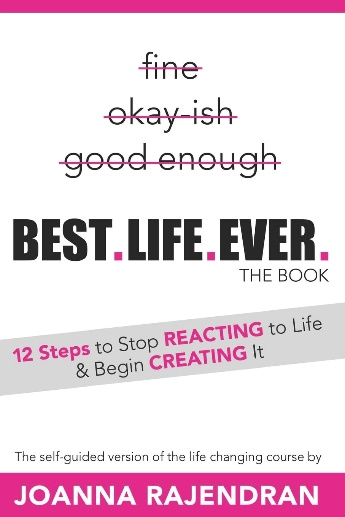 fine
okay-ish
good enough
BEST.LIFE.EVER.
THE BOOK
12 Steps to Stop REACTING to Life
& Begin CREATING It
The self-guided version of the life changing course by
JOANNA RAJENDRAN